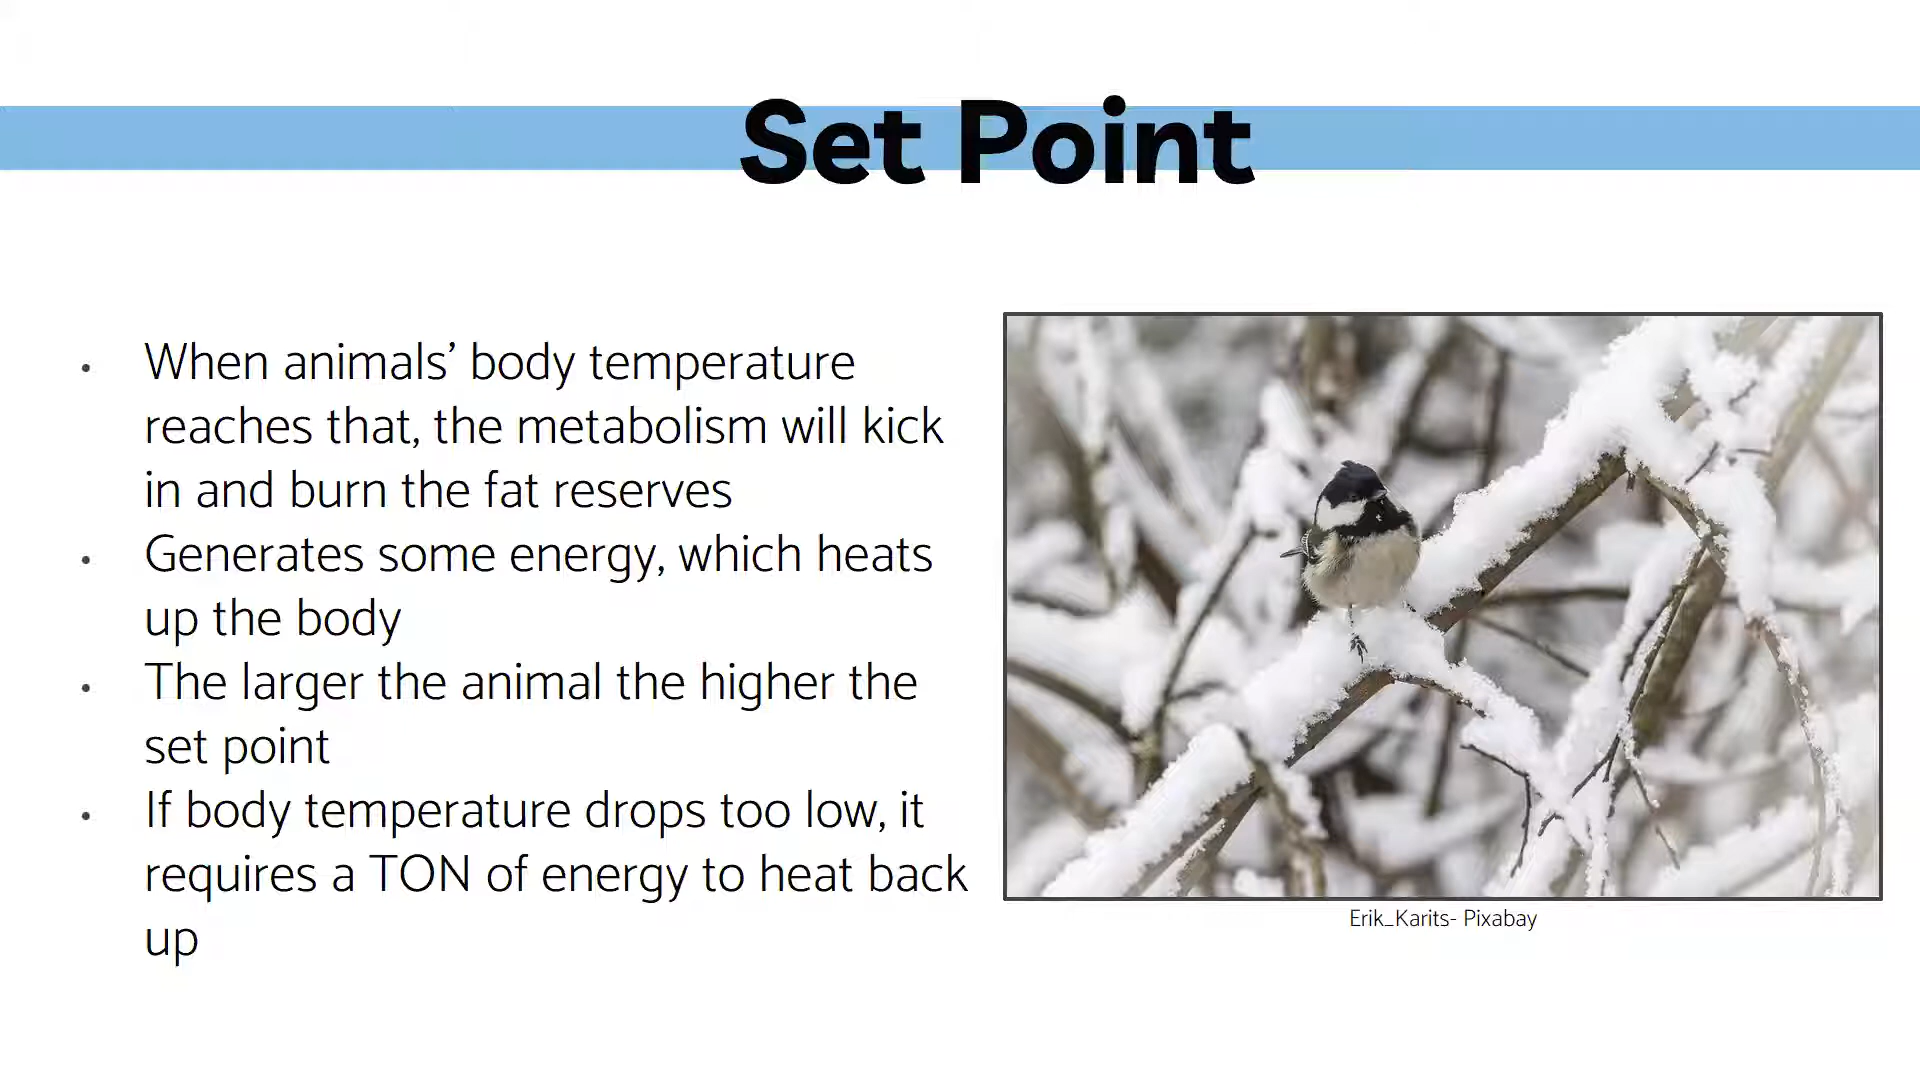 Set Point
When animals’ body temperature
reaches that, the metabolism will kick
in and burn the fat reserves
Generates some energy, which heats
up the body
The larger the animal the higher the
set point
If body temperature drops too low, it
requires a TON of energy to heat back
up
Erik_Karits- Pixabay